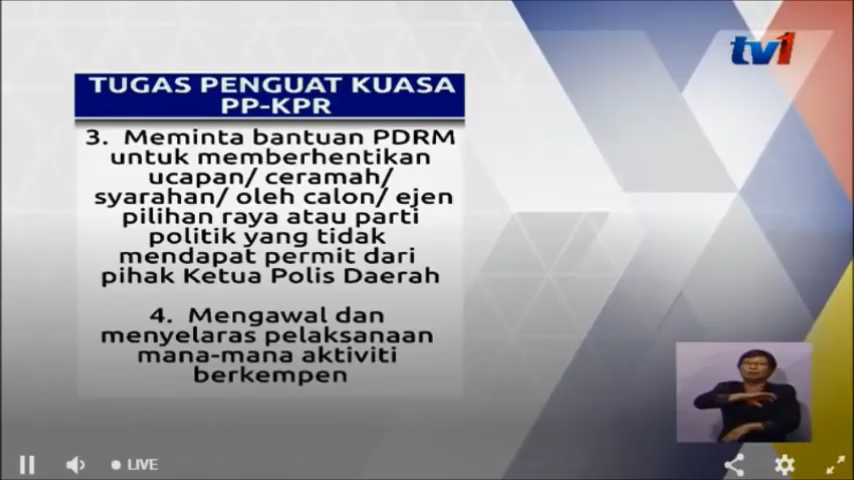 tv1
TUGAS PENGUAT KUASA
PP-KPR
3. Meminta bantuan PDRM
untuk memberhentikan
ucapan/ ceramah/
syarahan/ oleh calon/ ejen
pilihan raya atau parti
politik yang tidak
mendapat permit dari
pihak Ketua Polis Daerah
4. Mengawal dan
menyelaras pelaksanaan
mana-mana aktiviti
berkempen
LIVE